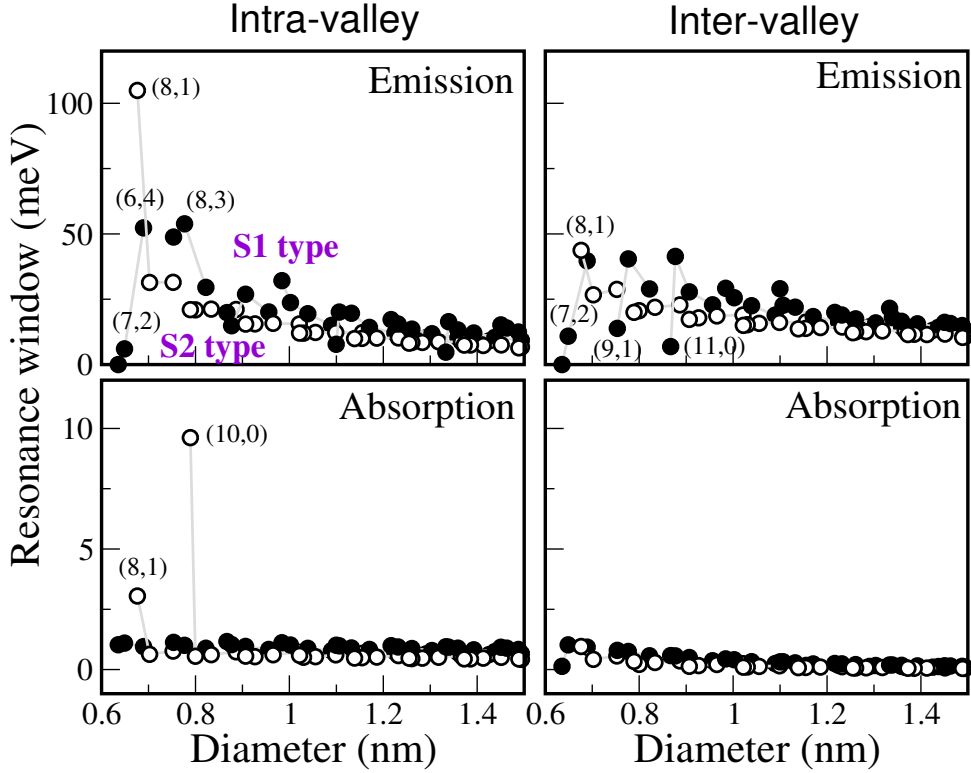 Intra-valley
Inter-valley
Resonance window (meV)
Emission
100
50
0
(8,1)
(6,4)
(8,3)
(7,2)
S1 type
S2 type
Emission
(8,1)
(7,2)
(9,1)
(11,0)
Absorption
10
5
0
(10,0)
(8,1)
Absorption
0.6 0.8 1 1.2 1.4
0.8 1 1.2 1.4
Diameter (nm)
0.6
Diameter (nm)